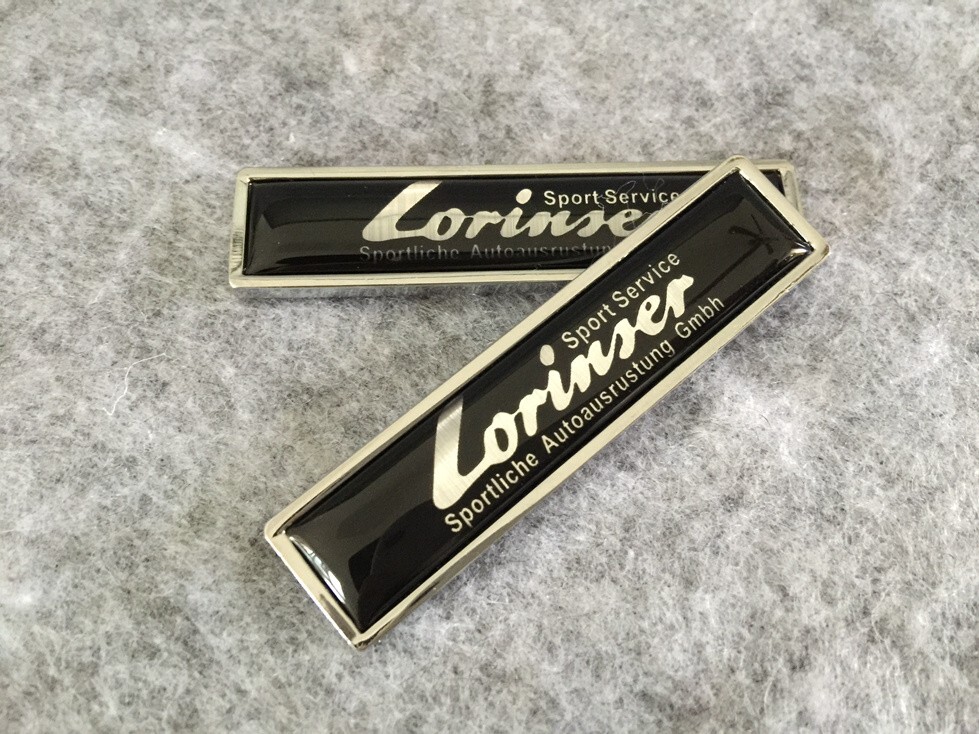 Sport Service
Lorinser
Sportliche Autoausrustung
Sport Service
Lorinser
Sportliche Autoausrustung Gmbh